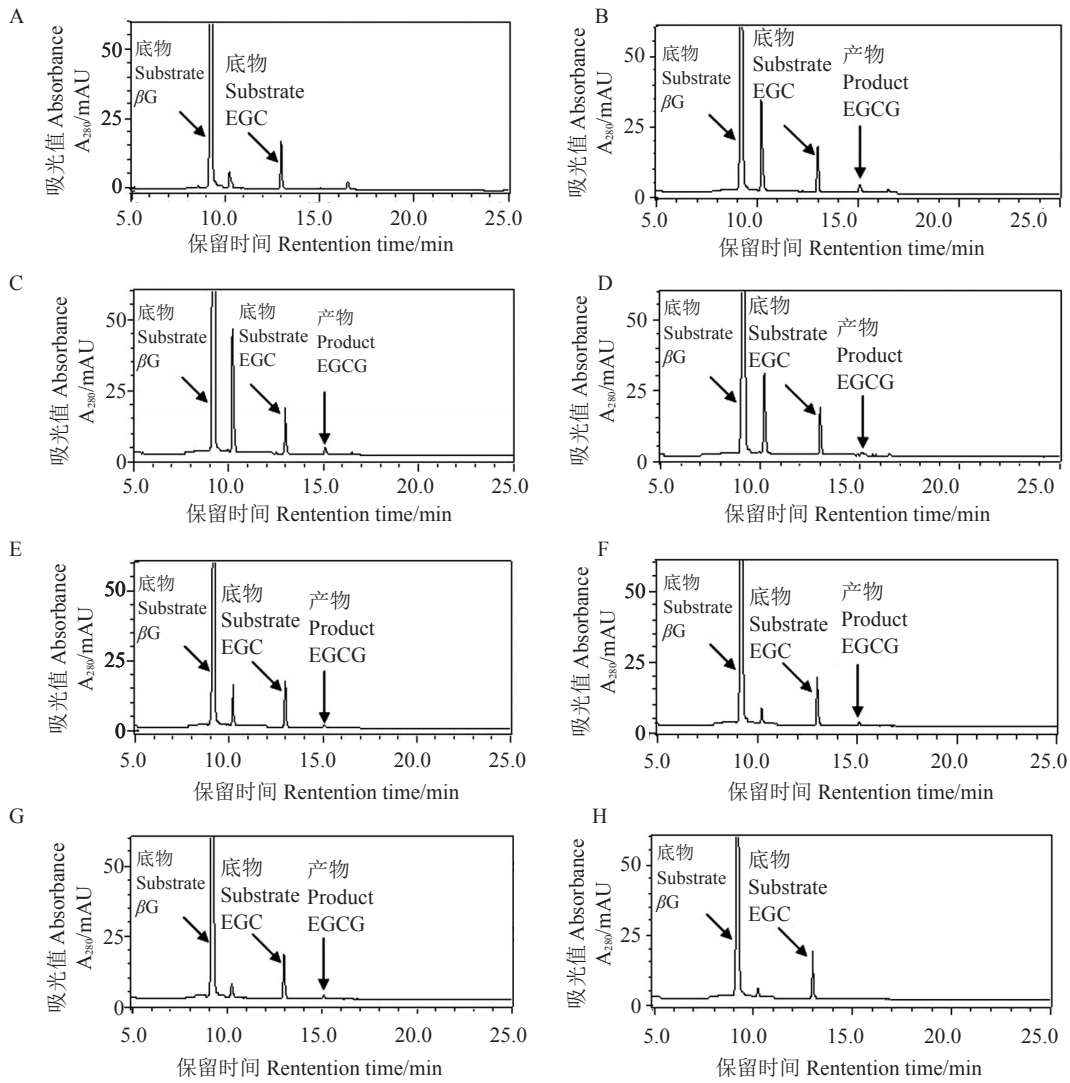 A
吸光值 Absorbance
A₂₈₀/mAU
50
25
0
底物
Substrate
βG
底物
Substrate
EGC
5.0 10.0 15.0 20.0 25.0
保留时间 Rentention time/min
B
吸光值 Absorbance
A₂₈₀/mAU
50
25
0
底物
Substrate
βG
底物
Substrate
EGC
产物
Product
EGCG
5.0 10.0 15.0 20.0 25.0
保留时间 Rentention time/min
C
吸光值 Absorbance
A₂₈₀/mAU
50
25
0
底物
Substrate
βG
底物
Substrate
EGC
产物
Product
EGCG
5.0 10.0 15.0 20.0 25.0
保留时间 Rentention time/min
D
吸光值 Absorbance
A₂₈₀/mAU
50
25
0
底物
Substrate
βG
底物
Substrate
EGC
产物
Product
EGCG
5.0 10.0 15.0 20.0 25.0
保留时间 Rentention time/min
E
吸光值 Absorbance
A₂₈₀/mAU
50
25
0
底物
Substrate
βG
底物
Substrate
EGC
产物
Product
EGCG
5.0 10.0 15.0 20.0 25.0
保留时间 Rentention time/min
F
吸光值 Absorbance
A₂₈₀/mAU
50
25
0
底物
Substrate
βG
底物
Substrate
EGC
产物
Product
EGCG
5.0 10.0 15.0 20.0 25.0
保留时间 Rentention time/min
G
吸光值 Absorbance
A₂₈₀/mAU
50
25
0
底物
Substrate
βG
底物
Substrate
EGC
产物
Product
EGCG
5.0 10.0 15.0 20.0 25.0
保留时间 Rentention time/min
H
吸光值 Absorbance
A₂₈₀/mAU
50
25
0
底物
Substrate
βG
底物
Substrate
EGC
5.0 10.0 15.0 20.0 25.0
保留时间 Rentention time/min